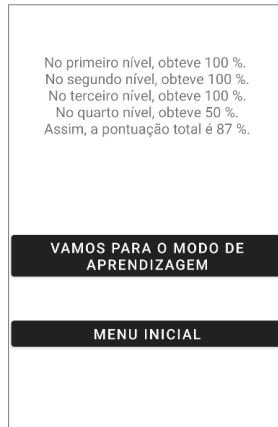 No primeiro nível, obteve 100 %.
No segundo nível, obteve 100 %.
No terceiro nível, obteve 100 %.
No quarto nível, obteve 50 %.
Assim, a pontuação total é 87 %.
VAMOS PARA O MODO DE
APRENDIZAGEM
MENU INICIAL